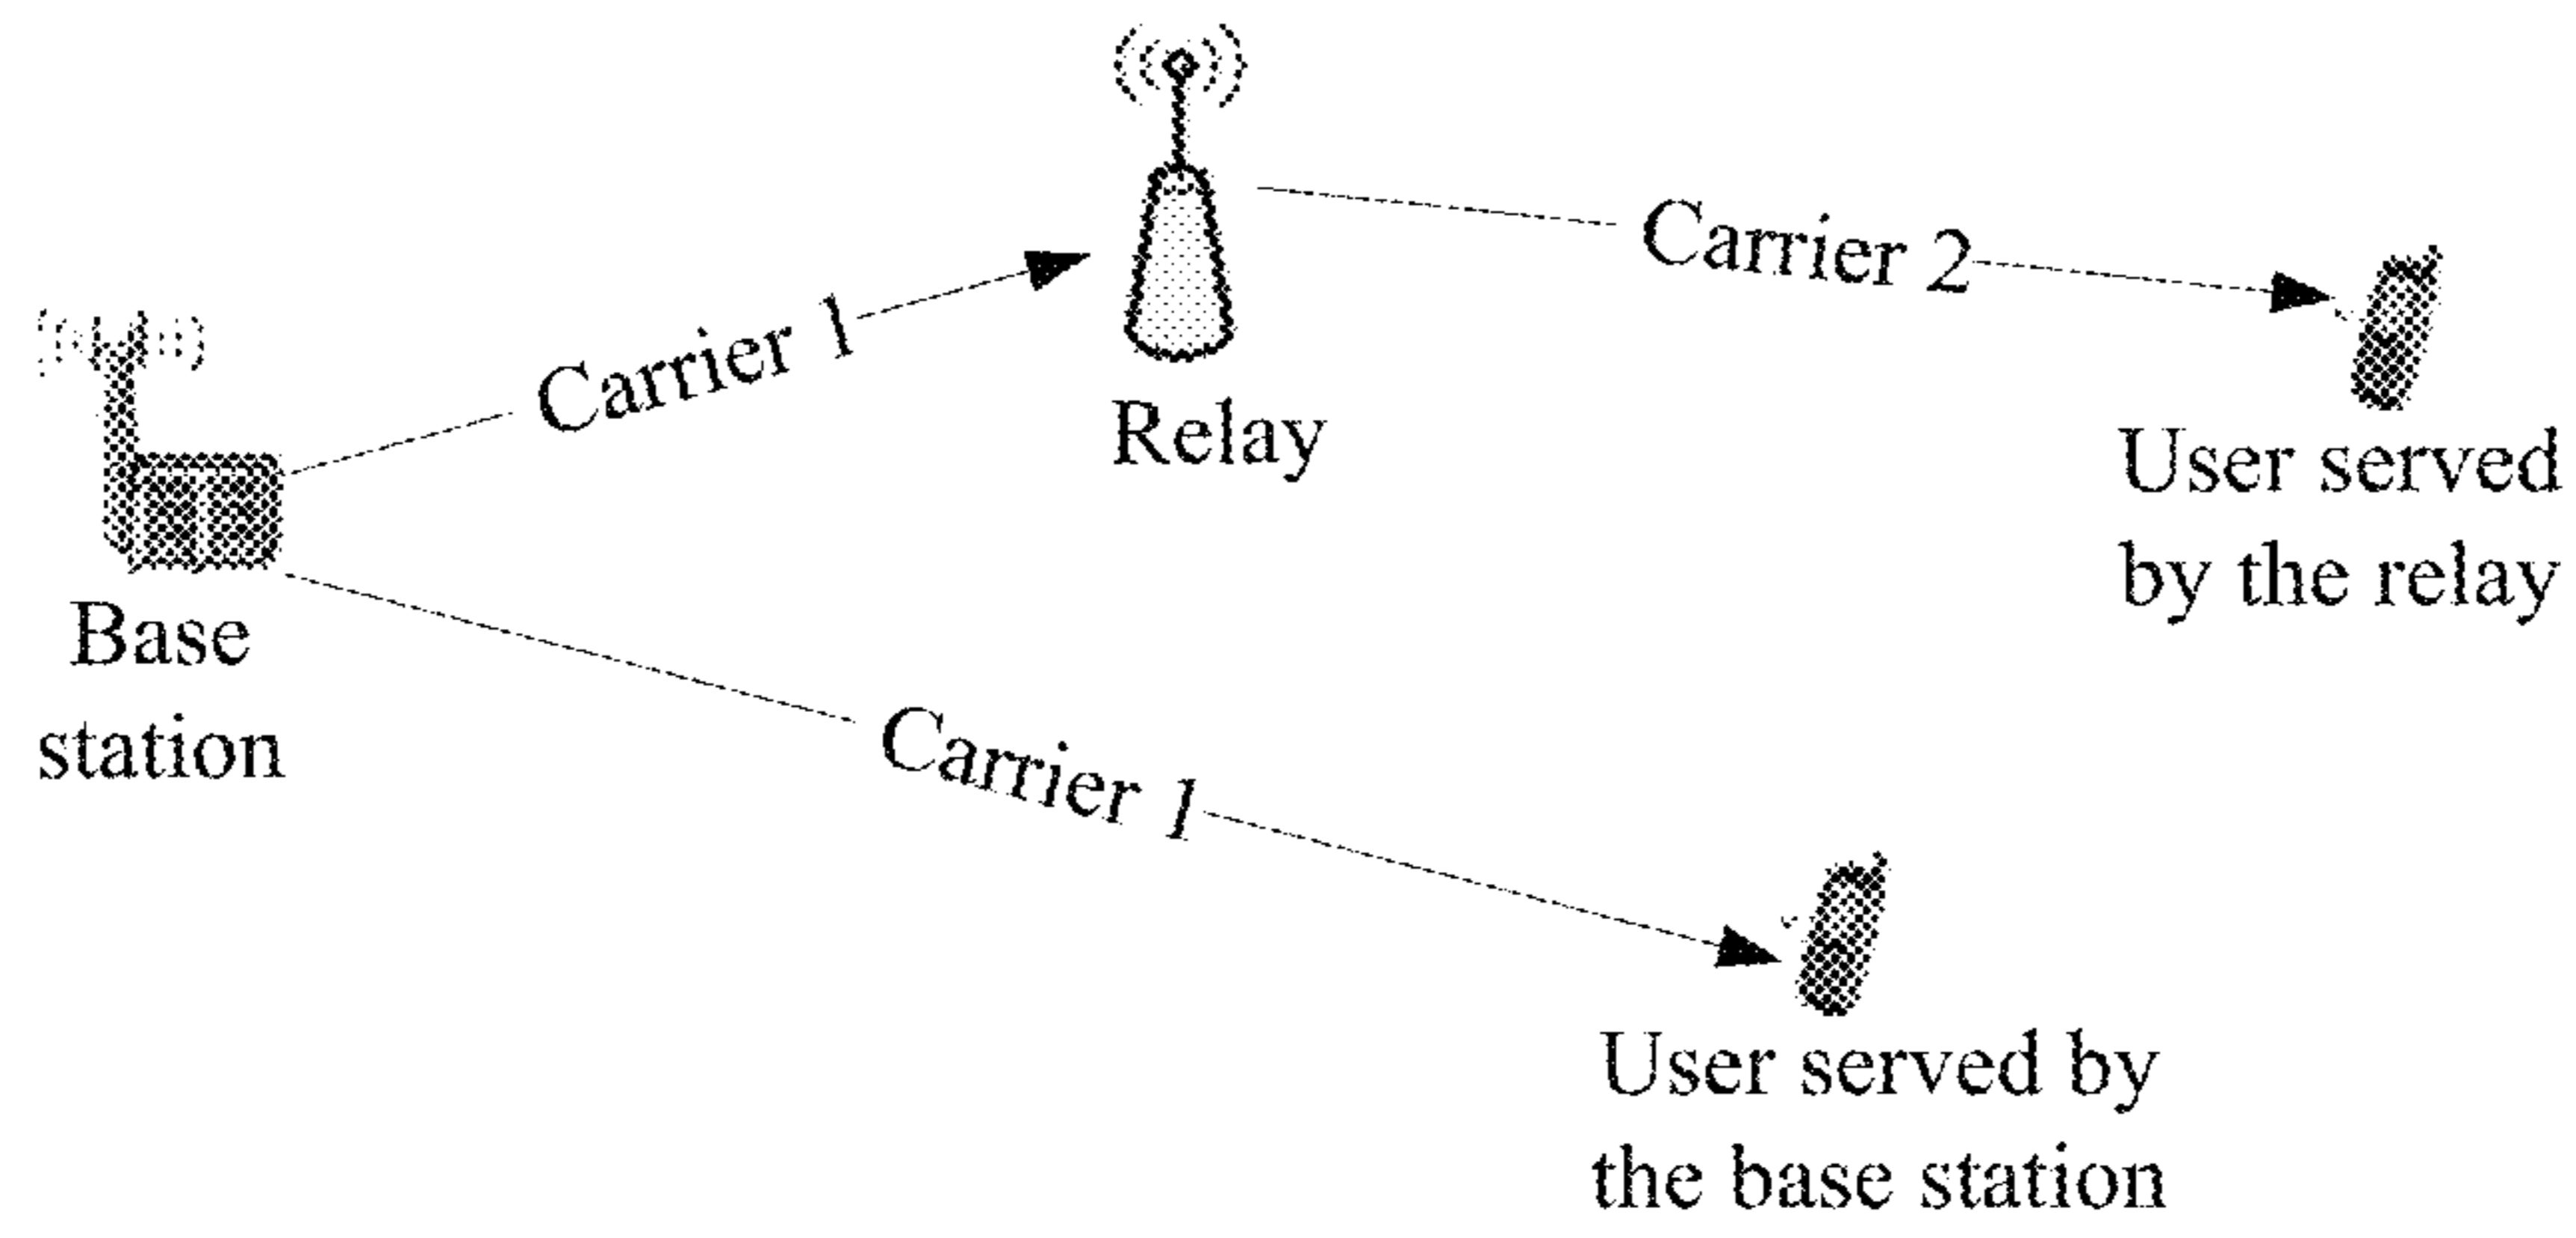 Carrier 1
Carrier 2
Relay
User served
by the relay
Base
station
Carrier 1
User served by
the base station